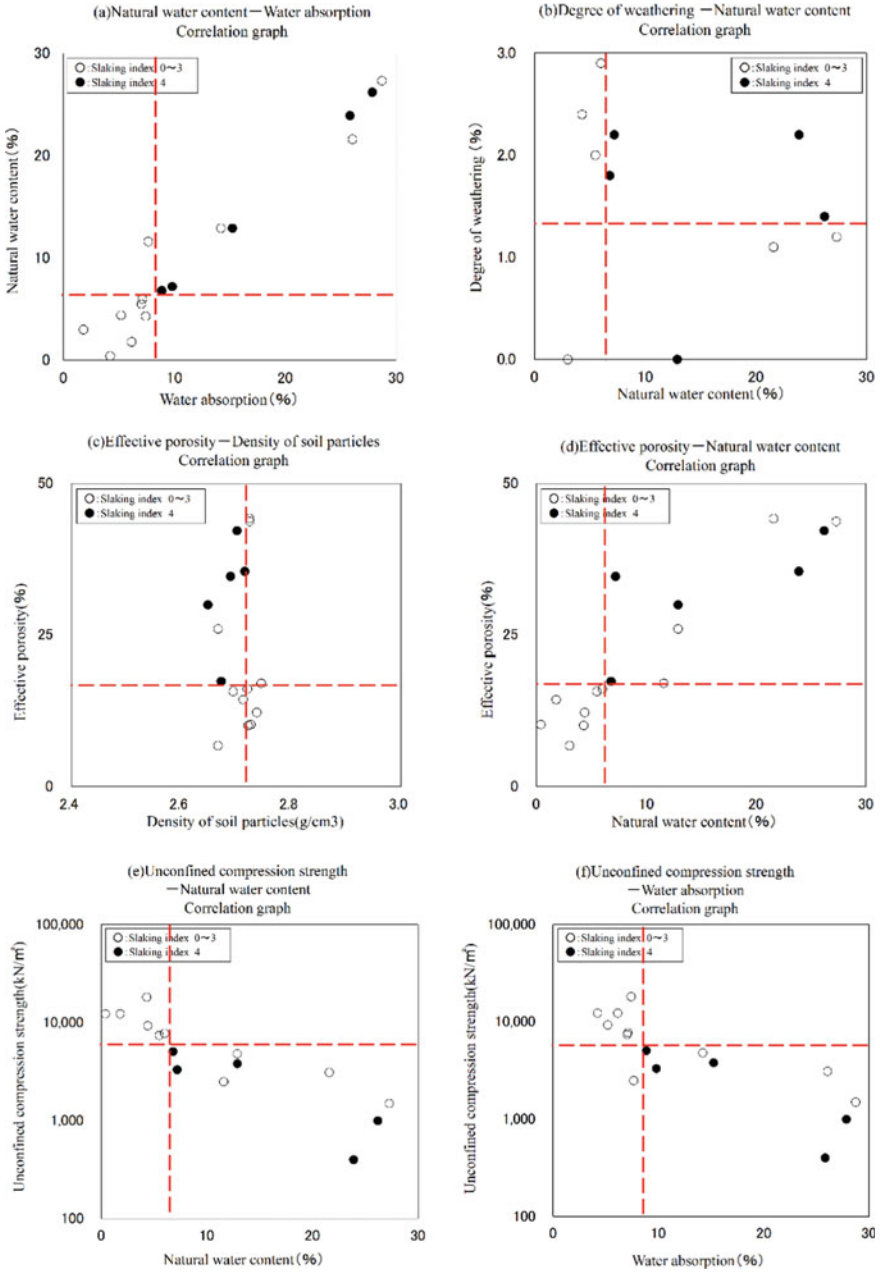 (a)Natural water content－Water absorption
Correlation graph
○:Slaking index 0～3
●:Slaking index 4
30
20
10
0
Natural water content(%)
0 10 20 30
Water absorption(%)
(b)Degree of weathering －Natural water content
Correlation graph
○:Slaking index 0～3
●:Slaking index 4
3.0
2.0
1.0
0.0
Degree of weathering (%)
0 10 20 30
Natural water content(%)
(c)Effective porosity－Density of soil particles
Correlation graph
○:Slaking index 0～3
●:Slaking index 4
50
25
0
Effective porosity(%)
2.4 2.6 2.8 3.0
Density of soil particles(g/cm3)
(d)Effective porosity－Natural water content
Correlation graph
○:Slaking index 0～3
●:Slaking index 4
50
25
0
Effective porosity(%)
0 10 20 30
Natural water content(%)
(e)Unconfined compression strength
－Natural water content
Correlation graph
○:Slaking index 0～3
●:Slaking index 4
100,000
10,000
1,000
100
Unconfined compression strength(kN/㎡)
0 10 20 30
Natural water content(%)
(f)Unconfined compression strength
－Water absorption
Correlation graph
○:Slaking index 0～3
●:Slaking index 4
100,000
10,000
1,000
100
Unconfined compression strength(kN/㎡)
0 10 20 30
Water absorption(%)